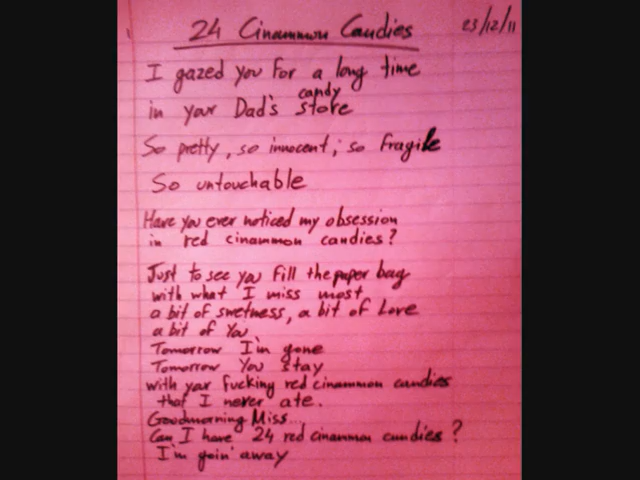 24 Cinammon Candies 23/12/11
I gazed you for a long time
candy
in your Dad's store
So pretty, so innocent, so fragile
So untouchable
Have you ever noticed my obsession
in red cinammon candies?
Just to see you fill the paper bag
with what I miss most
a bit of swetness, a bit of Love
a bit of You
Tomorrow I'm gone
Tomorrow You stay
with your fucking red cinammon candies
that I never ate.
Goodmorning Miss...
Can I have 24 red cinammon candies?
I'm goin' away